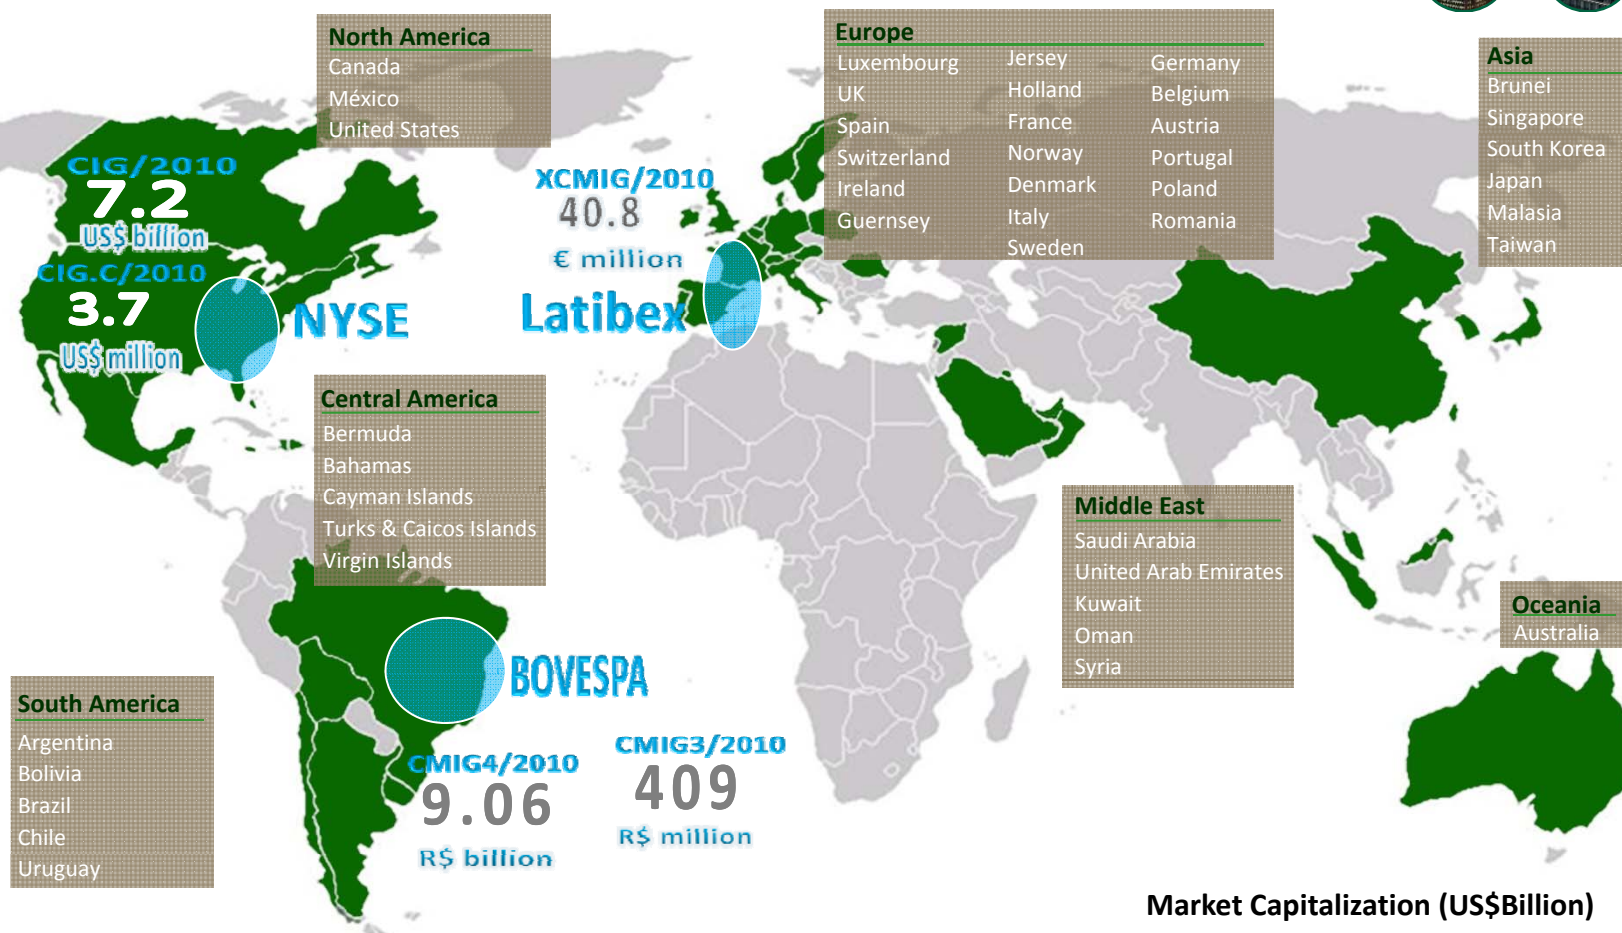 North America
Canada
México
United States
Europe
Luxembourg
UK
Spain
Switzerland
Ireland
Guernsey
Jersey
Holland
France
Norway
Denmark
Italy
Sweden
Germany
Belgium
Austria
Portugal
Poland
Romania
Asia
Brunei
Singapore
South Korea
Japan
Malasia
Taiwan
CIG/2010
7.2
US$ billion
CIG.C/2010
3.7
US$ million
NYSE
XCMIG/2010
40.8
€ million
Latibex
Central America
Bermuda
Bahamas
Cayman Islands
Turks & Caicos Islands
Virgin Islands
Middle East
Saudi Arabia
United Arab Emirates
Kuwait
Oman
Syria
Oceania
Australia
South America
Argentina
Bolivia
Brazil
Chile
Uruguay
BOVESPA
CMIG4/2010
9.06
R$ billion
CMIG3/2010
409
R$ million
Market Capitalization (US$Billion)